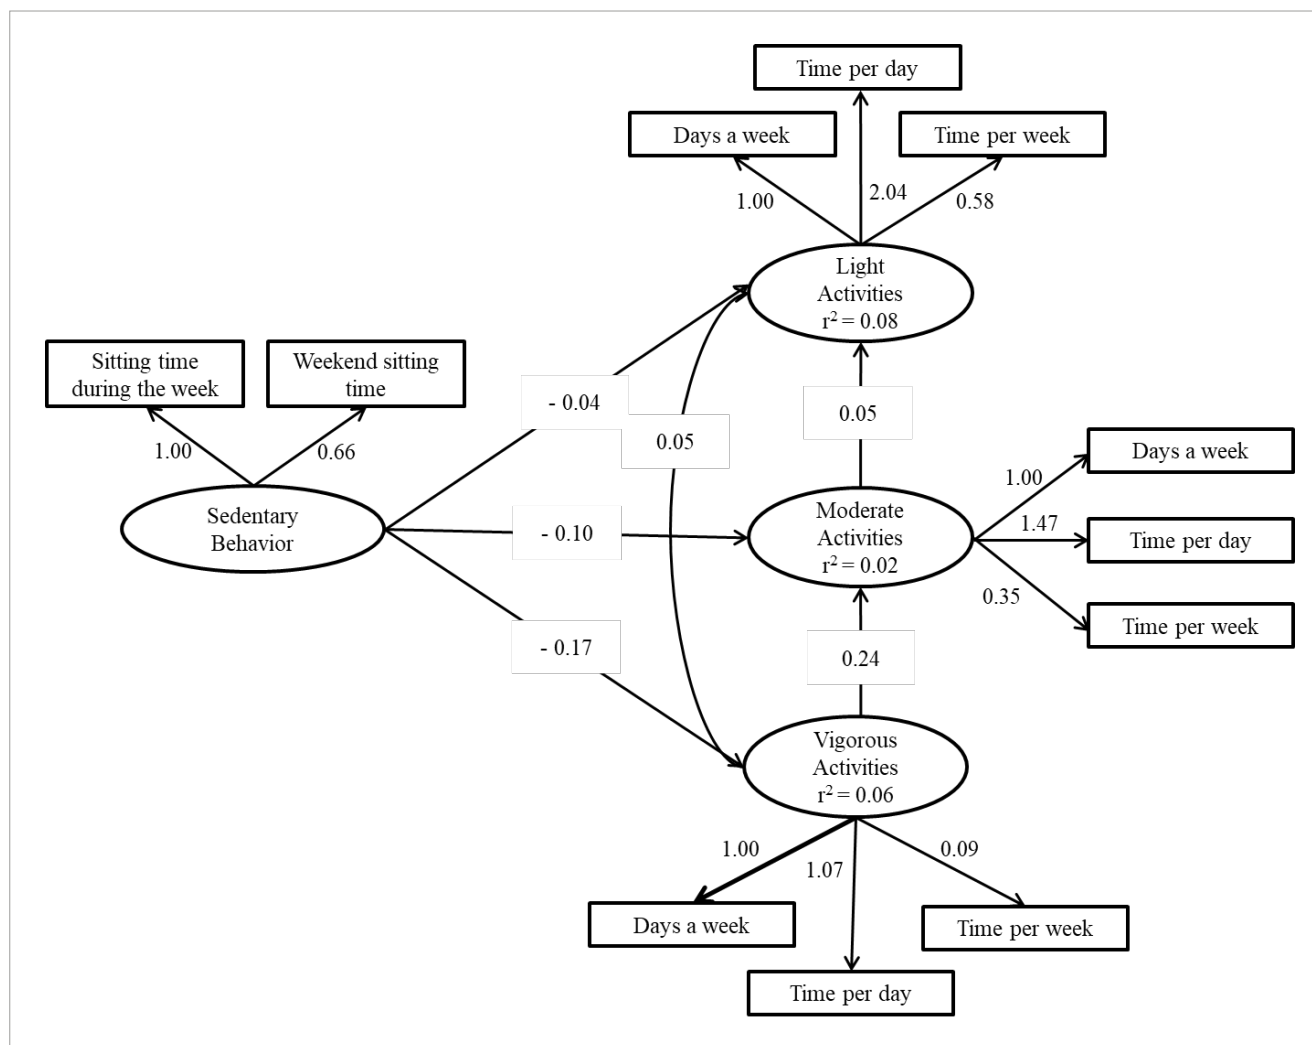 Time per day
Days a week
Time per week
1.00
2.04
0.58
Light
Activities
r² = 0.08
Sitting time
during the week
Weekend sitting
time
1.00
0.66
- 0.04
0.05
0.05
Sedentary
Behavior
- 0.10
Moderate
Activities
r² = 0.02
Days a week
1.00
1.47
Time per day
0.35
Time per week
- 0.17
0.24
Vigorous
Activities
r² = 0.06
1.00
1.07
0.09
Days a week
Time per week
Time per day